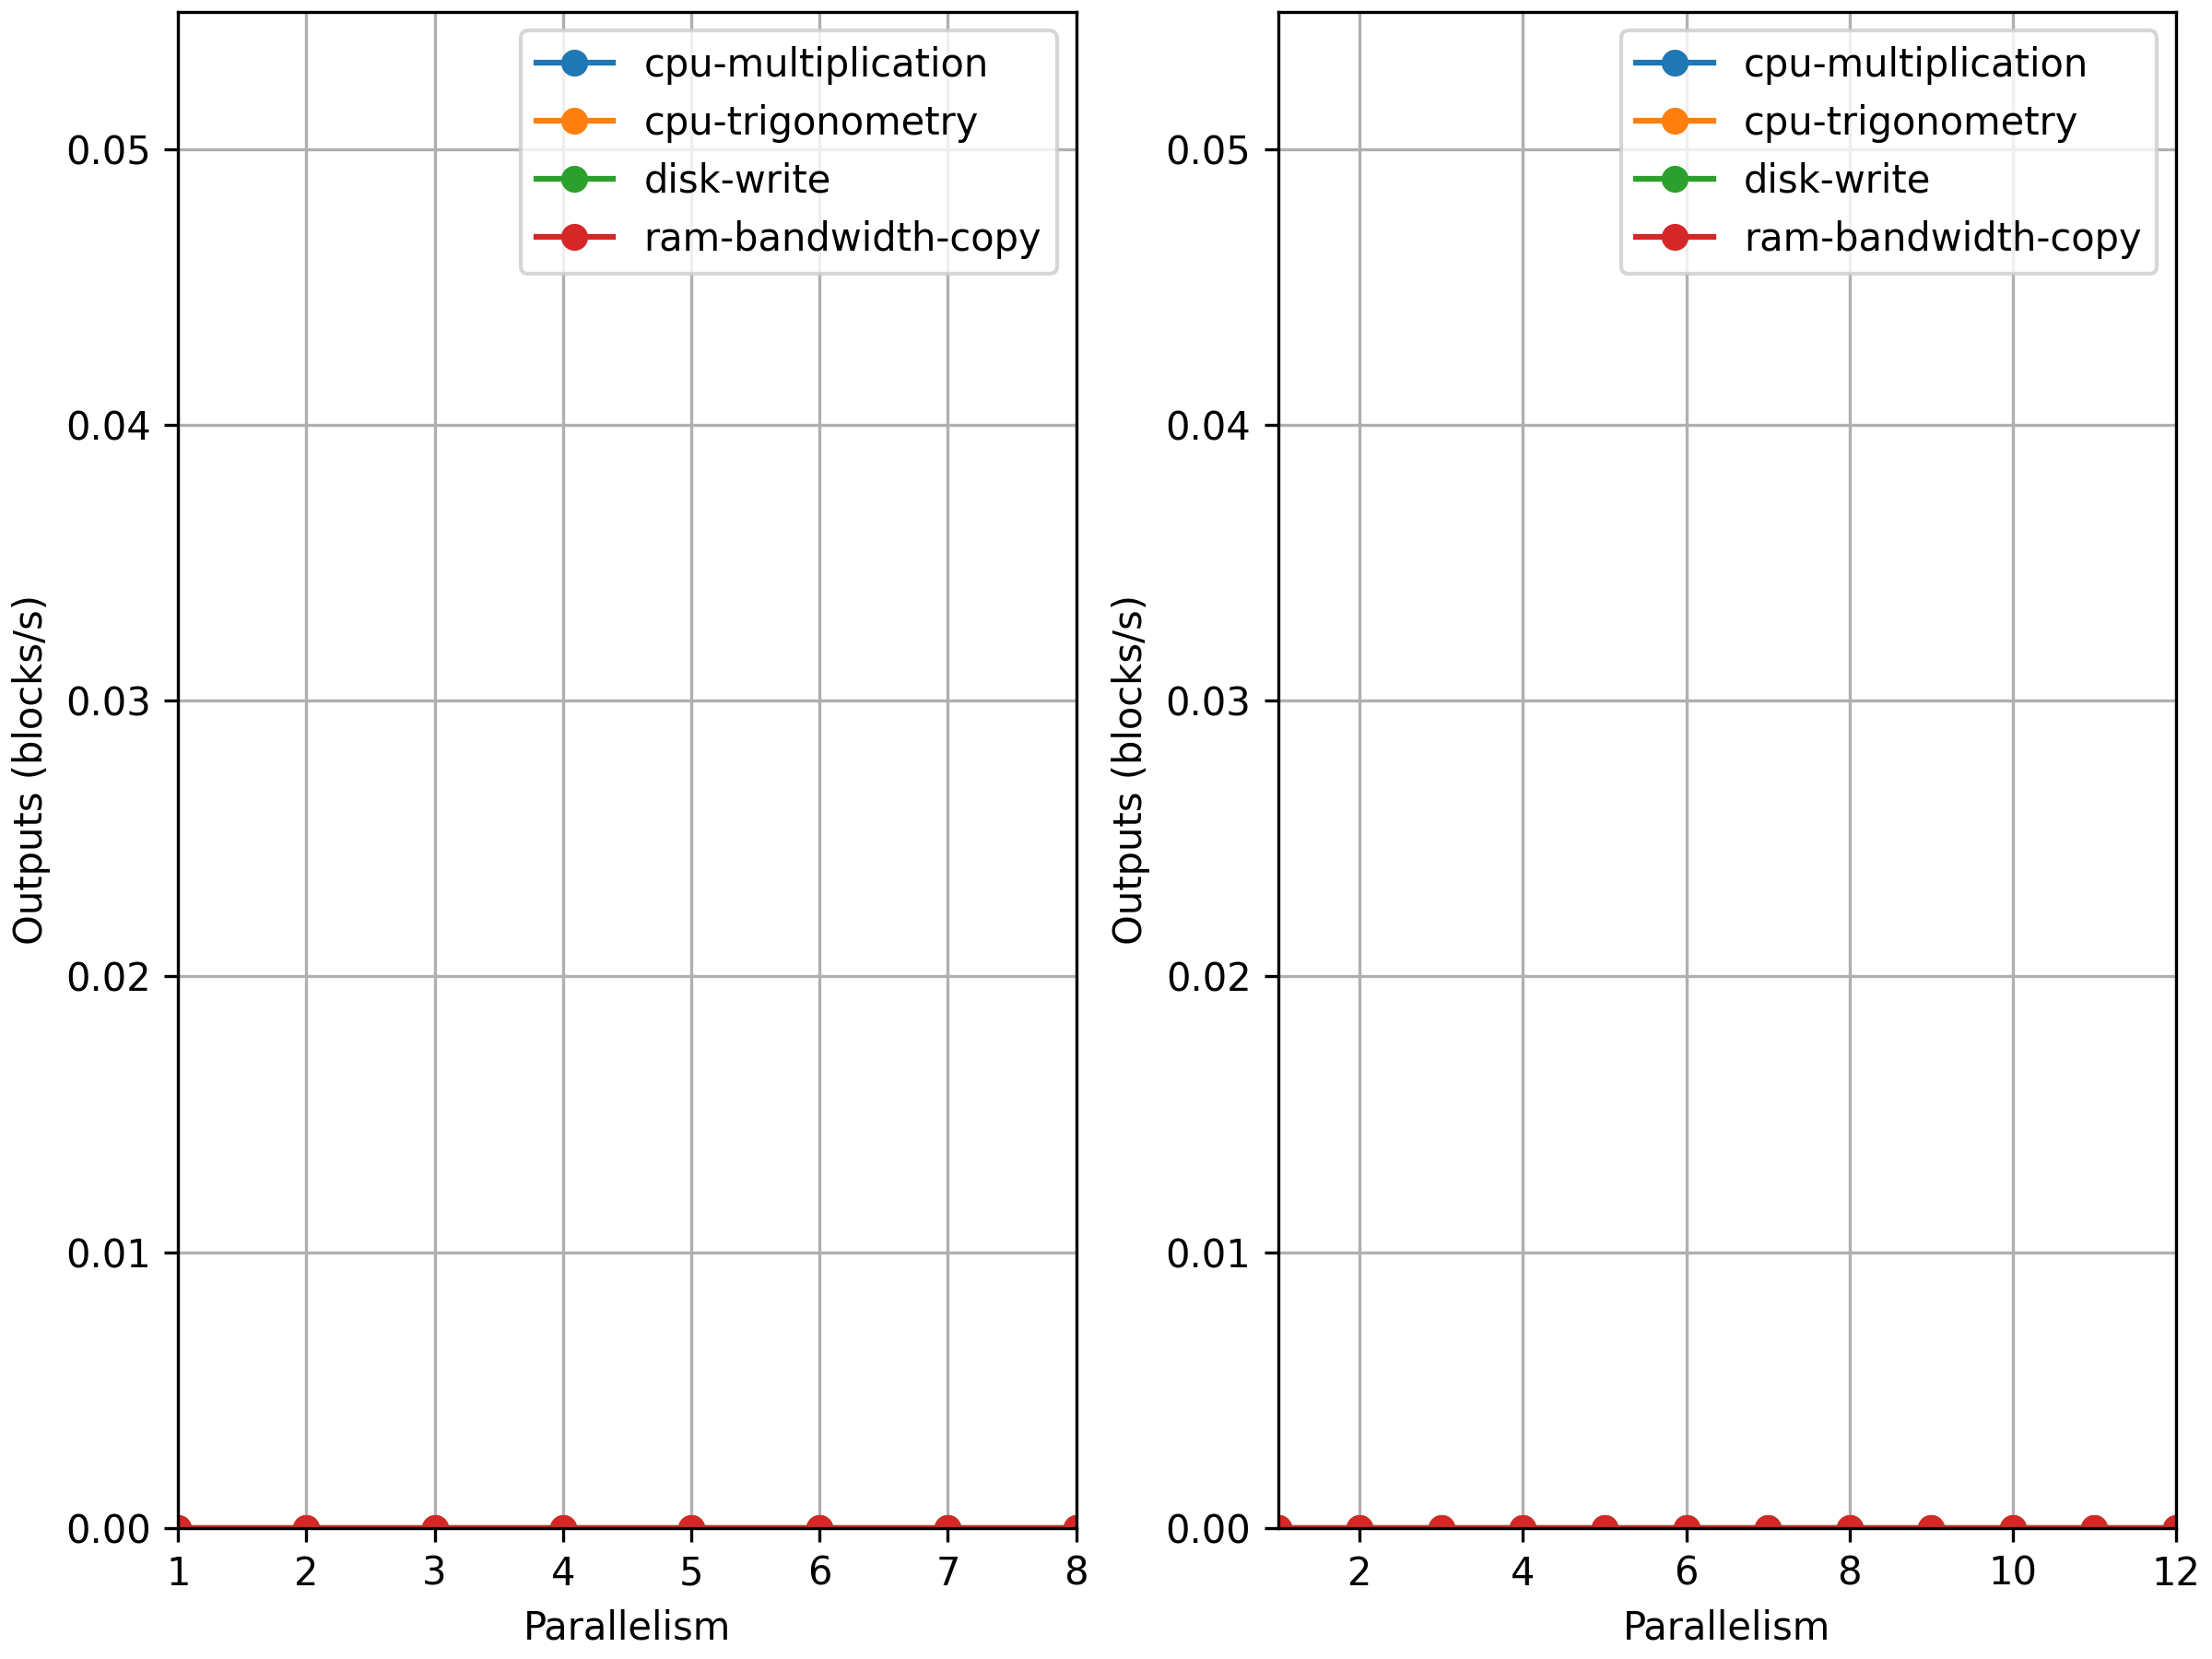 cpu-multiplication
cpu-trigonometry
disk-write
ram-bandwidth-copy
0.05
0.04
0.03
0.02
0.01
0.00
Outputs (blocks/s)
1 2 3 4 5 6 7 8
Parallelism
cpu-multiplication
cpu-trigonometry
disk-write
ram-bandwidth-copy
0.05
0.04
0.03
0.02
0.01
0.00
Outputs (blocks/s)
2 4 6 8 10 12
Parallelism